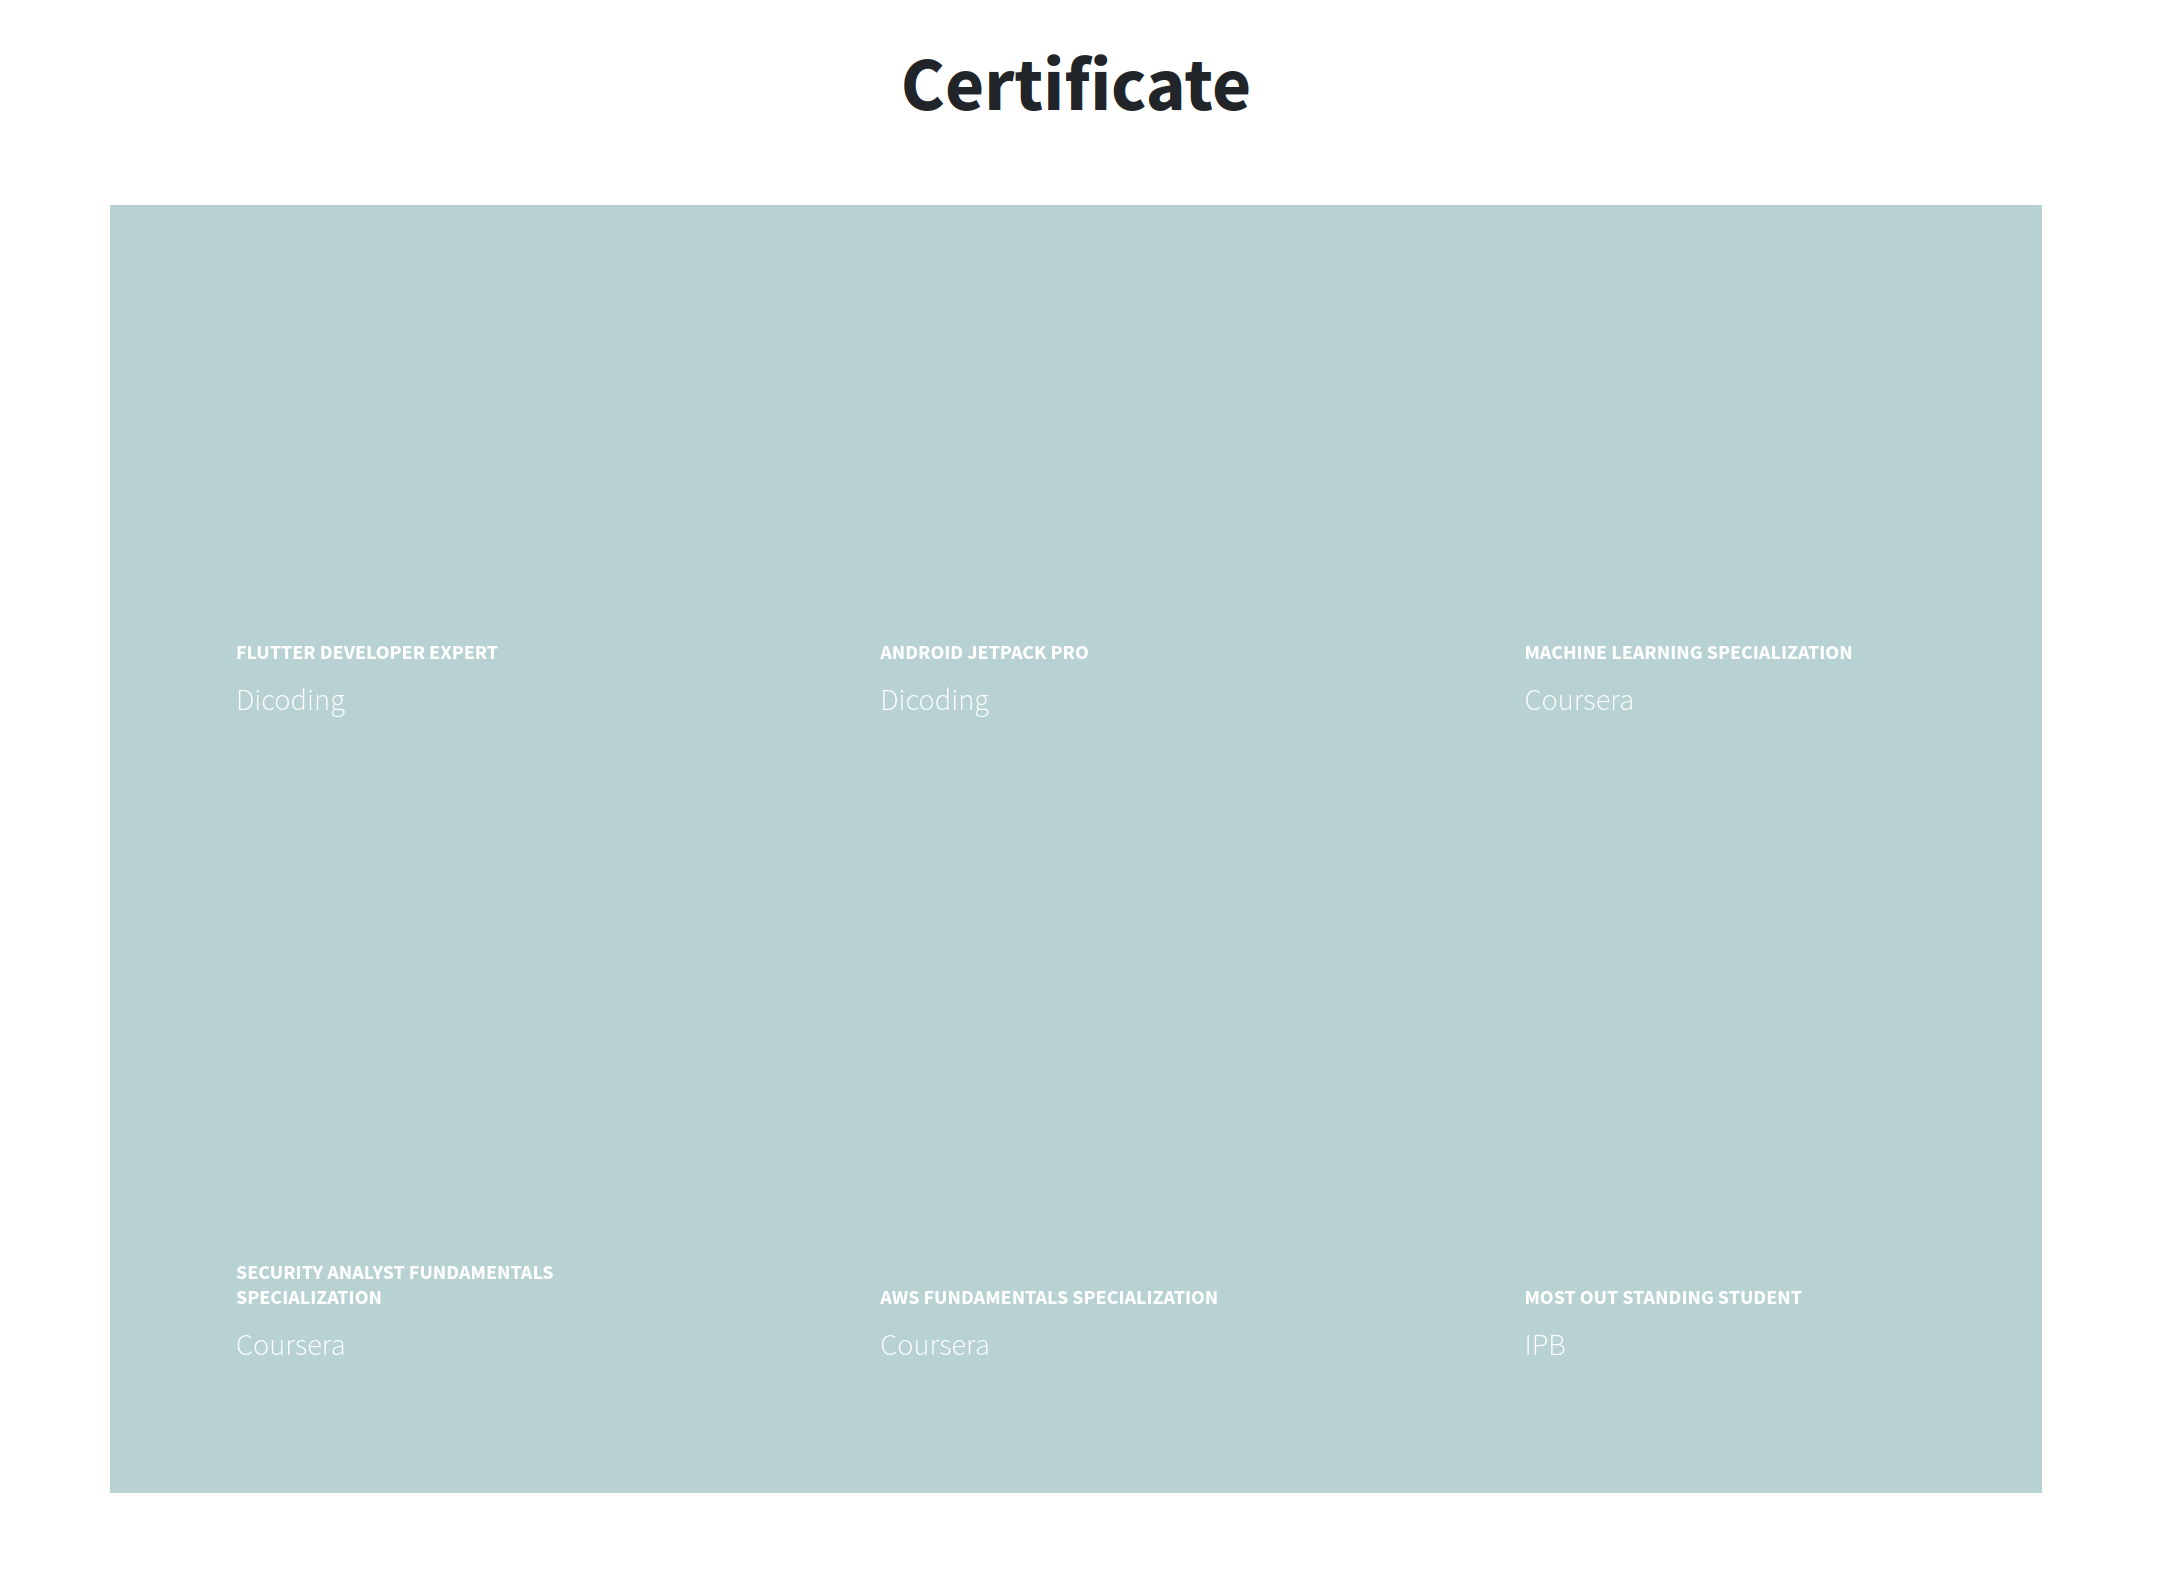 Certificate
FLUTTER DEVELOPER EXPERT
Dicoding
ANDROID JETPACK PRO
Dicoding
MACHINE LEARNING SPECIALIZATION
Coursera
SECURITY ANALYST FUNDAMENTALS
SPECIALIZATION
Coursera
AWS FUNDAMENTALS SPECIALIZATION
Coursera
MOST OUT STANDING STUDENT
IPB